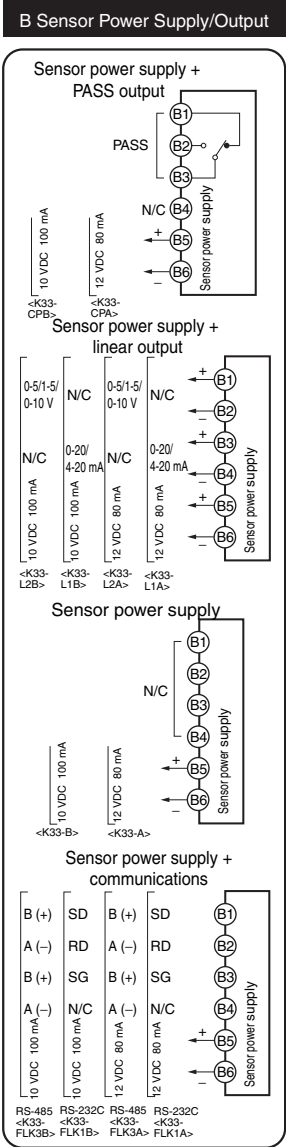 B Sensor Power Supply/Output
Sensor power supply +
PASS output
PASS
B1
B2
B3
N/C B4
+ B5
− B6
Sensor power supply
10 VDC 100 mA
12 VDC 80 mA
<K33-
CPB>
<K33-
CPA>
Sensor power supply +
linear output
0-5/1-5/
0-10 V
N/C
0-5/1-5/
0-10 V
N/C
N/C
0-20/
4-20 mA
N/C
0-20/
4-20 mA
10 VDC 100 mA
10 VDC 100 mA
12 VDC 80 mA
12 VDC 80 mA
+ B1
− B2
+ B3
− B4
+ B5
− B6
Sensor power supply
<K33-
L2B>
<K33-
L1B>
<K33-
L2A>
<K33-
L1A>
Sensor power supply
N/C
B1
B2
B3
B4
+ B5
− B6
Sensor power supply
10 VDC 100 mA
12 VDC 80 mA
<K33-B>
<K33-A>
Sensor power supply +
communications
B (+) SD B (+) SD B1
A (−) RD A (−) RD B2
B (+) SG B (+) SG B3
A (−) N/C A (−) N/C B4
10 VDC 100 mA
10 VDC 100 mA
12 VDC 80 mA
12 VDC 80 mA
+ B5
− B6
Sensor power supply
RS-485
<K33-
FLK3B>
RS-232C
<K33-
FLK1B>
RS-485
<K33-
FLK3A>
RS-232C
<K33-
FLK1A>